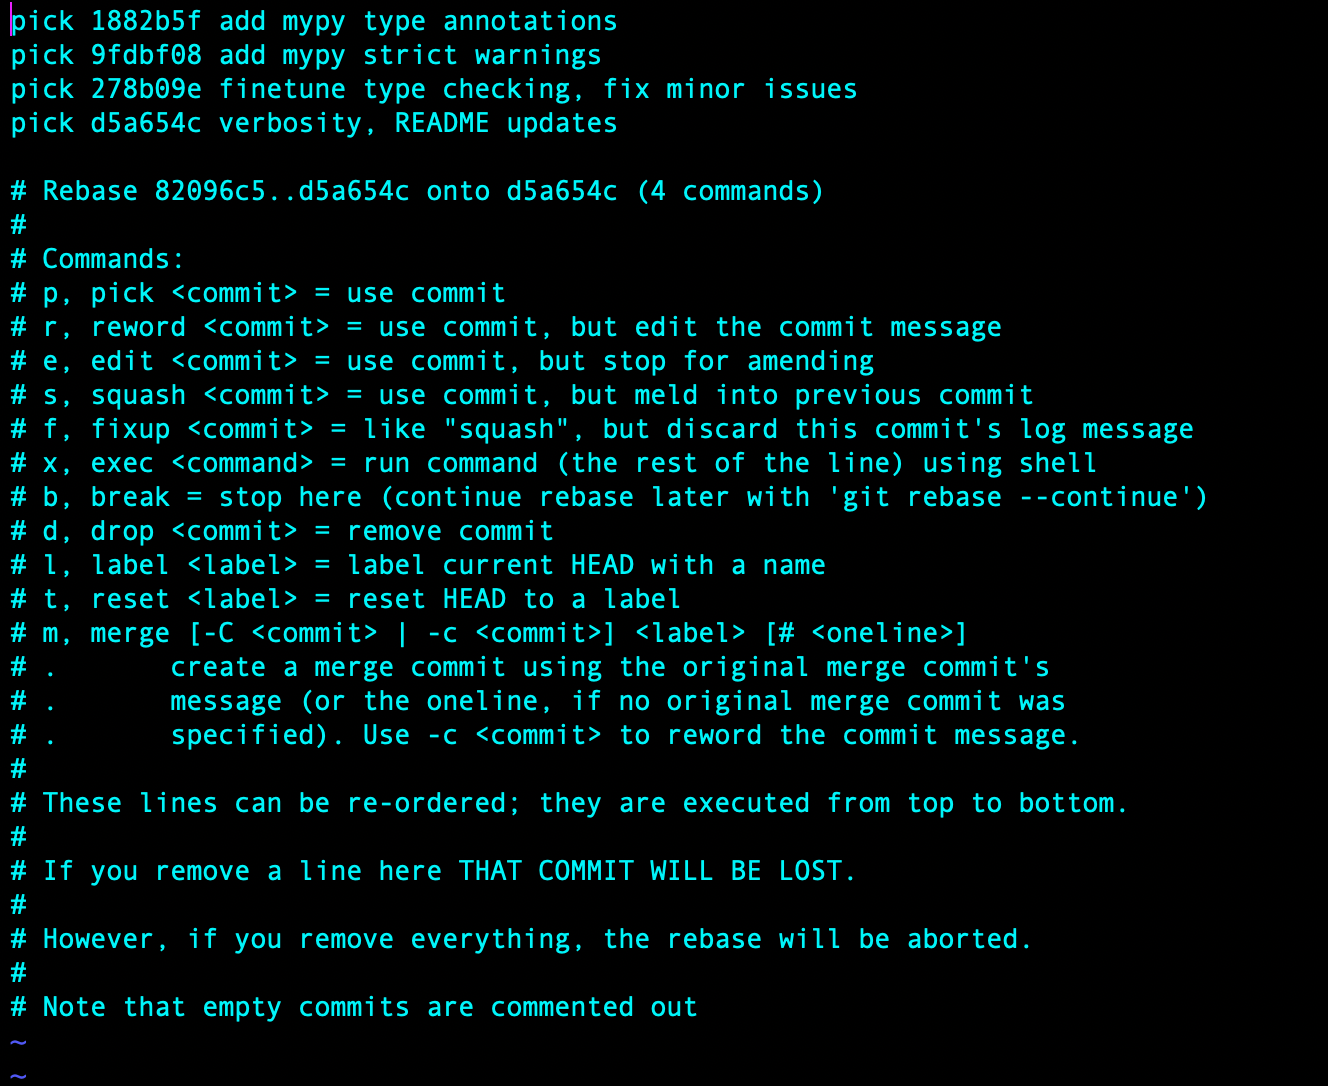 pick 1882b5f add mypy type annotations
pick 9fdbf08 add mypy strict warnings
pick 278b09e finetune type checking, fix minor issues
pick d5a654c verbosity, README updates

# Rebase 82096c5..d5a654c onto d5a654c (4 commands)
#
# Commands:
# p, pick <commit> = use commit
# r, reword <commit> = use commit, but edit the commit message
# e, edit <commit> = use commit, but stop for amending
# s, squash <commit> = use commit, but meld into previous commit
# f, fixup <commit> = like "squash", but discard this commit's log message
# x, exec <command> = run command (the rest of the line) using shell
# b, break = stop here (continue rebase later with 'git rebase --continue')
# d, drop <commit> = remove commit
# l, label <label> = label current HEAD with a name
# t, reset <label> = reset HEAD to a label
# m, merge [-C <commit> | -c <commit>] <label> [# <oneline>]
# .       create a merge commit using the original merge commit's
# .       message (or the oneline, if no original merge commit was
# .       specified). Use -c <commit> to reword the commit message.
#
# These lines can be re-ordered; they are executed from top to bottom.
#
# If you remove a line here THAT COMMIT WILL BE LOST.
#
# However, if you remove everything, the rebase will be aborted.
#
# Note that empty commits are commented out
~
~